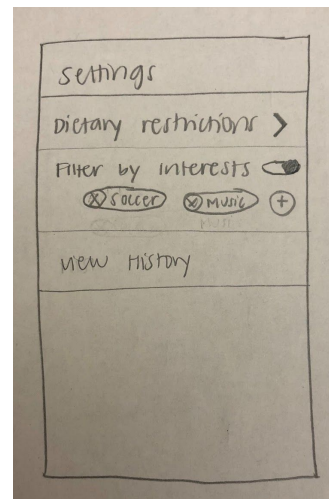 settings
Dietary restrictions >
Filter by interests
ⓧ Soccer ⓧ Music +
view History